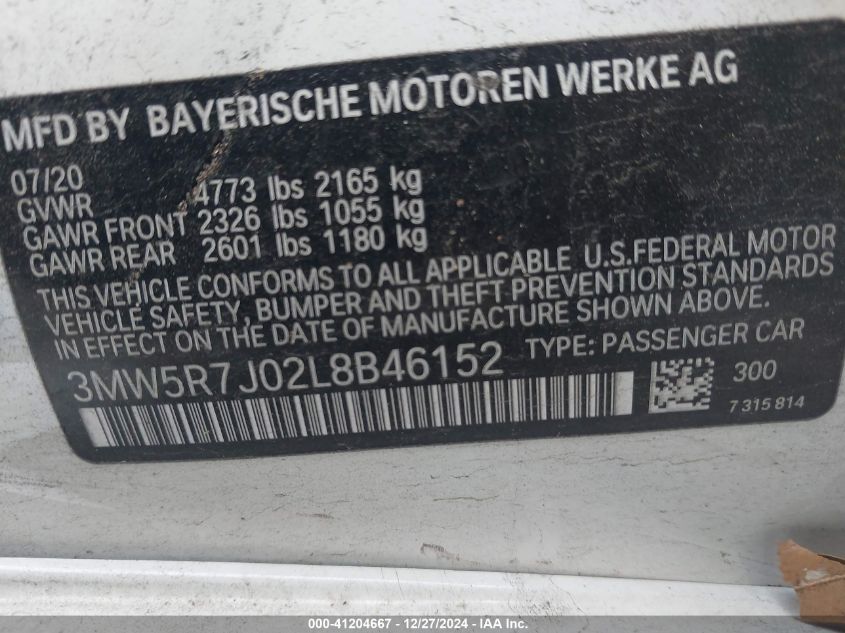 MFD BY BAYERISCHE MOTOREN WERKE AG
07/20
GVWR 4773 lbs 2165 kg
GAWR FRONT 2326 lbs 1055 kg
GAWR REAR 2601 lbs 1180 kg
THIS VEHICLE CONFORMS TO ALL APPLICABLE U.S.FEDERAL MOTOR
VEHICLE SAFETY, BUMPER AND THEFT PREVENTION STANDARDS
IN EFFECT ON THE DATE OF MANUFACTURE SHOWN ABOVE.
3MW5R7J02L8B46152 TYPE: PASSENGER CAR
300
7 315 814
000-41204667 - 12/27/2024 - IAA, Inc.